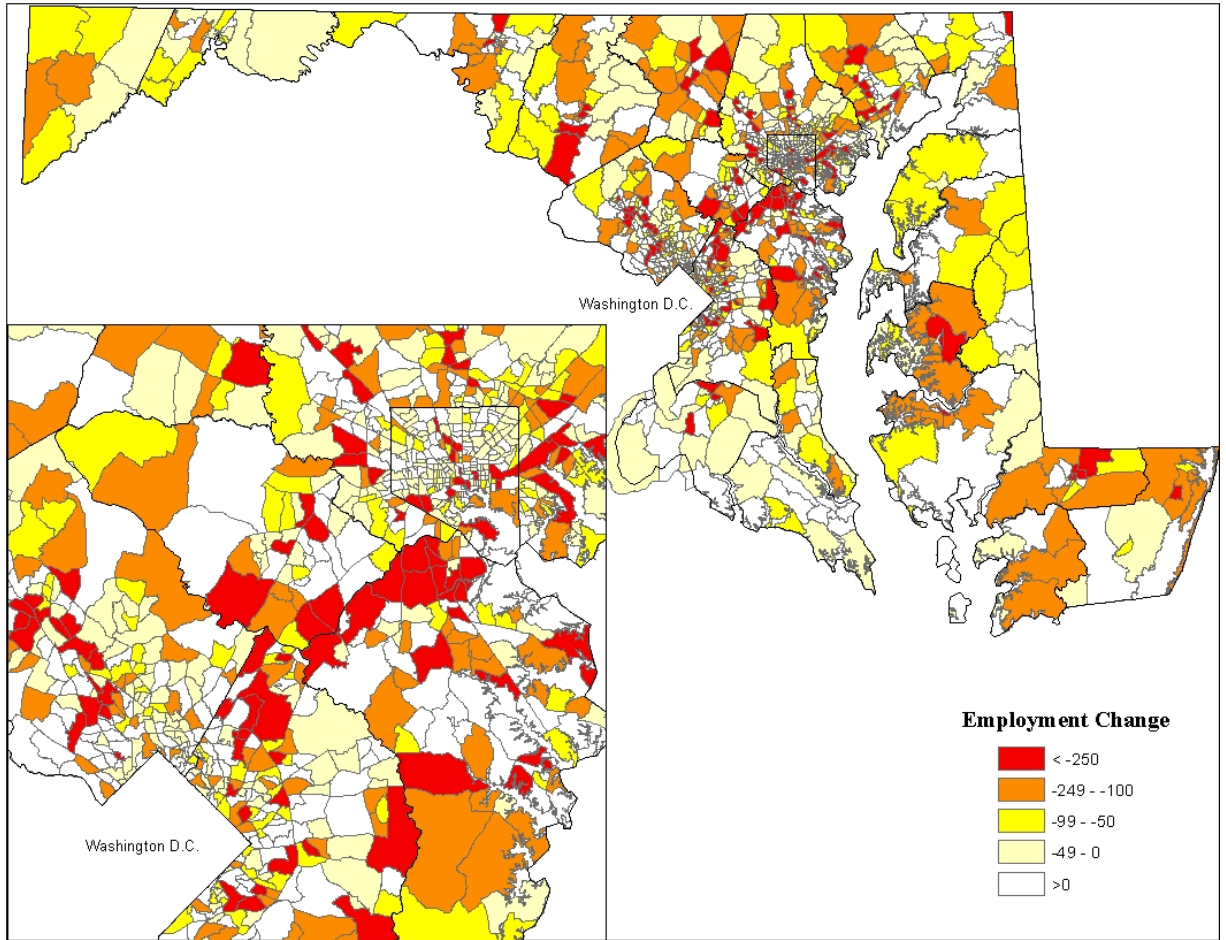 Washington D.C.
Washington D.C.
Employment Change
< -250
-249 - -100
-99 - -50
-49 - 0
>0